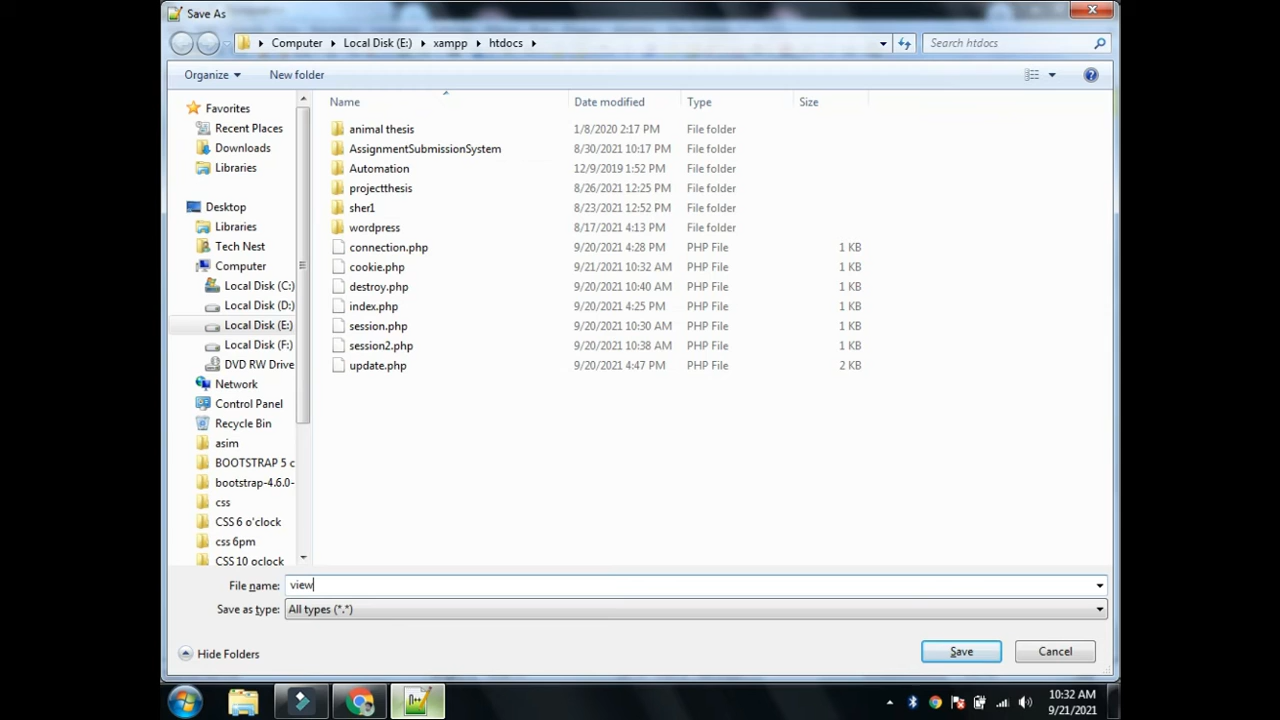 Save As
Computer Local Disk (E:) xampp htdocs Search htdocs
Organize New folder
Name Date modified Type Size
Favorites
Recent Places
Downloads
Libraries
Desktop
Libraries
Tech Nest
Computer
Local Disk (C:)
Local Disk (D:)
Local Disk (E:)
Local Disk (F:)
DVD RW Drive
Network
Control Panel
Recycle Bin
asim
BOOTSTRAP 5 c
bootstrap-4.6.0-
css
CSS 6 o'clock
css 6pm
CSS 10 oclock
animal thesis 1/8/2020 2:17 PM File folder
AssignmentSubmissionSystem 8/30/2021 10:17 PM File folder
Automation 12/9/2019 1:52 PM File folder
projectthesis 8/26/2021 12:25 PM File folder
sher1 8/23/2021 12:52 PM File folder
wordpress 8/17/2021 4:13 PM File folder
connection.php 9/20/2021 4:28 PM PHP File 1 KB
cookie.php 9/21/2021 10:32 AM PHP File 1 KB
destroy.php 9/20/2021 10:40 AM PHP File 1 KB
index.php 9/20/2021 4:25 PM PHP File 1 KB
session.php 9/20/2021 10:30 AM PHP File 1 KB
session2.php 9/20/2021 10:38 AM PHP File 1 KB
update.php 9/20/2021 4:47 PM PHP File 2 KB
File name: view
Save as type: All types (*.*)
Hide Folders Save Cancel
10:32 AM
9/21/2021